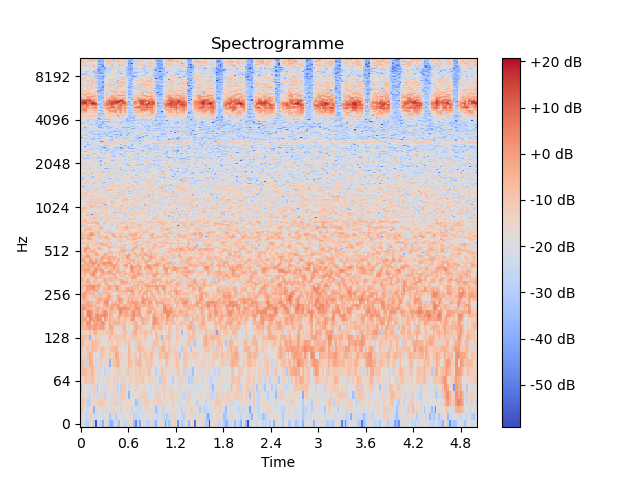 Spectrogramme
8192
4096
2048
1024
512
256
128
64
0
Hz
0 0.6 1.2 1.8 2.4 3 3.6 4.2 4.8
Time
+20 dB
+10 dB
+0 dB
-10 dB
-20 dB
-30 dB
-40 dB
-50 dB